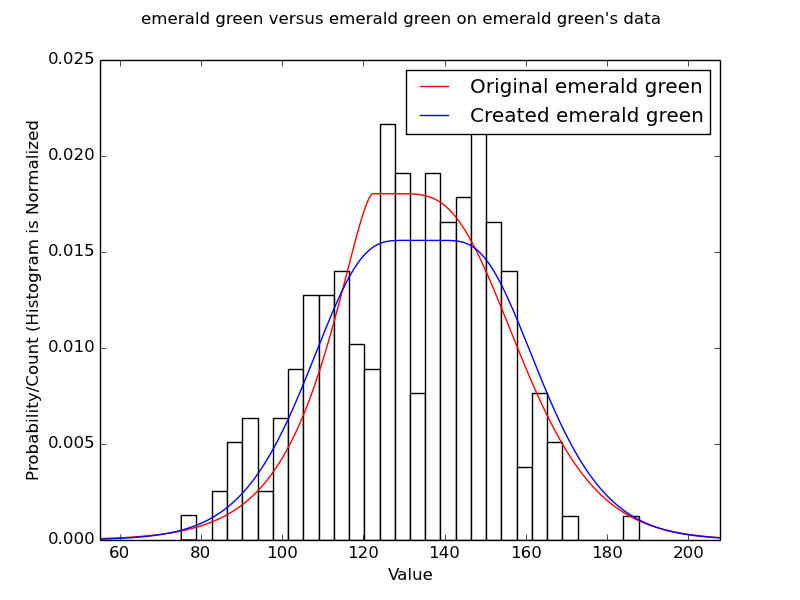 emerald green versus emerald green on emerald green's data
0.025
0.020
0.015
0.010
0.005
0.000
Probability/Count (Histogram is Normalized
Original emerald green
Created emerald green
60 80 100 120 140 160 180 200
Value